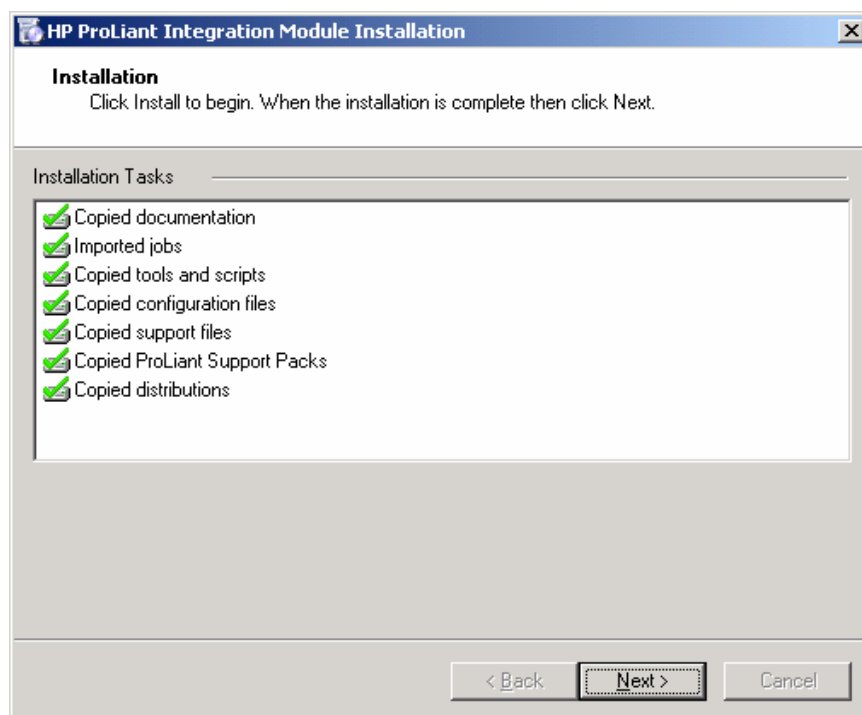 HP ProLiant Integration Module Installation
Installation
Click Install to begin. When the installation is complete then click Next.
Installation Tasks
Copied documentation
Imported jobs
Copied tools and scripts
Copied configuration files
Copied support files
Copied ProLiant Support Packs
Copied distributions
< Back Next > Cancel